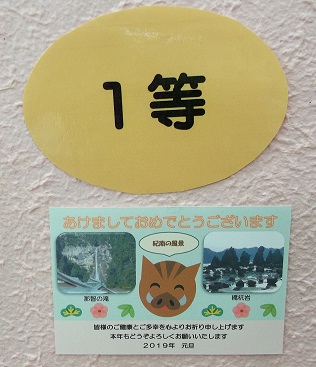 1等
あけましておめでとうございます
紀南の風景
那智の滝
橋杭岩
皆様のご健康とご多幸を心よりお祈り申し上げます
本年もどうぞよろしくお願いいたします
2019年 元旦